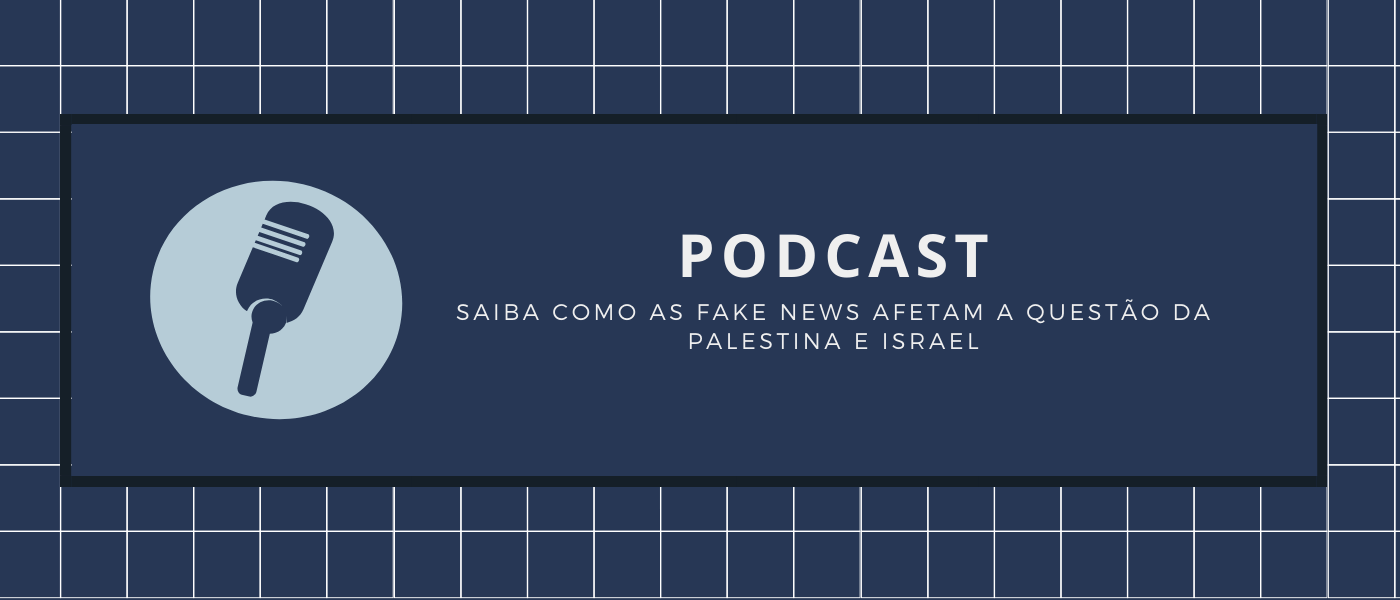 PODCAST
SAIBA COMO AS FAKE NEWS AFETAM A QUESTÃO DA
PALESTINA E ISRAEL